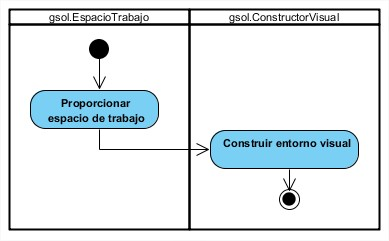 gsol.EspacioTrabajo
gsol.ConstructorVisual
Proporcionar
espacio de trabajo
Construir entorno visual